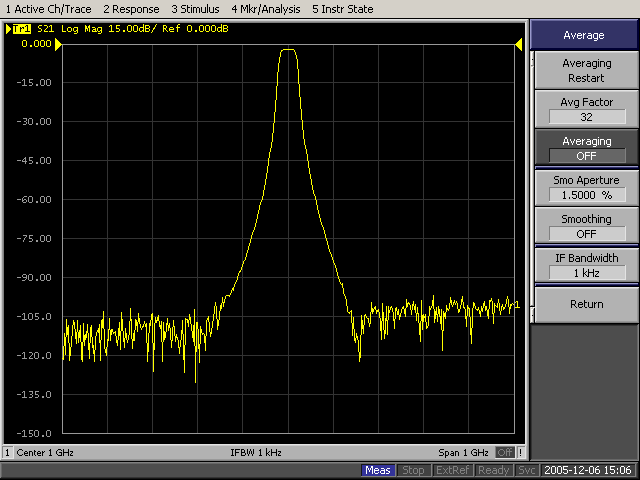 1 Active Ch/Trace 2 Response 3 Stimulus 4 Mkr/Analysis 5 Instr State
Tr1 S21 Log Mag 15.00dB/ Ref 0.000dB
0.000
-15.00
-30.00
-45.00
-60.00
-75.00
-90.00
-105.0
-120.0
-135.0
-150.0
1
Average
Averaging
Restart
Avg Factor
32
Averaging
OFF
Smo Aperture
1.5000 %
Smoothing
OFF
IF Bandwidth
1 kHz
Return
1 Center 1 GHz IFBW 1 kHz Span 1 GHz Off !
Meas Stop ExtRef Ready Svc 2005-12-06 15:06